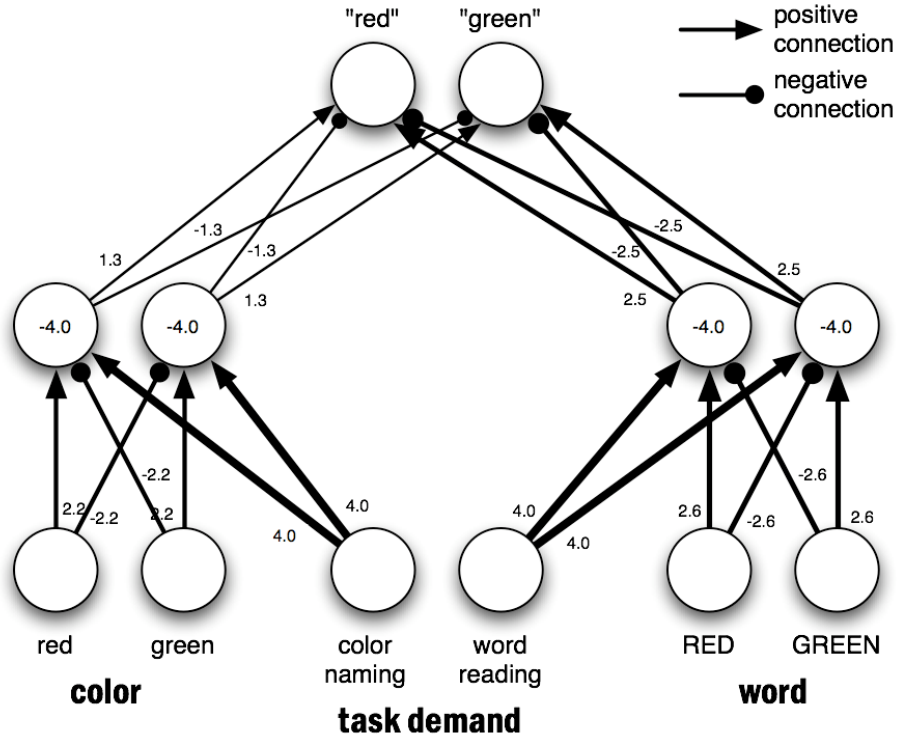 "red" "green"
positive
connection
negative
connection
-1.3 -2.5
1.3 -1.3 -2.5 2.5
1.3 2.5
-4.0 -4.0 -4.0 -4.0
-2.2 -2.6
2.2 -2.2 2.2 4.0 4.0 2.6 -2.6 2.6
4.0 4.0
red green color naming word reading RED GREEN
color word
task demand